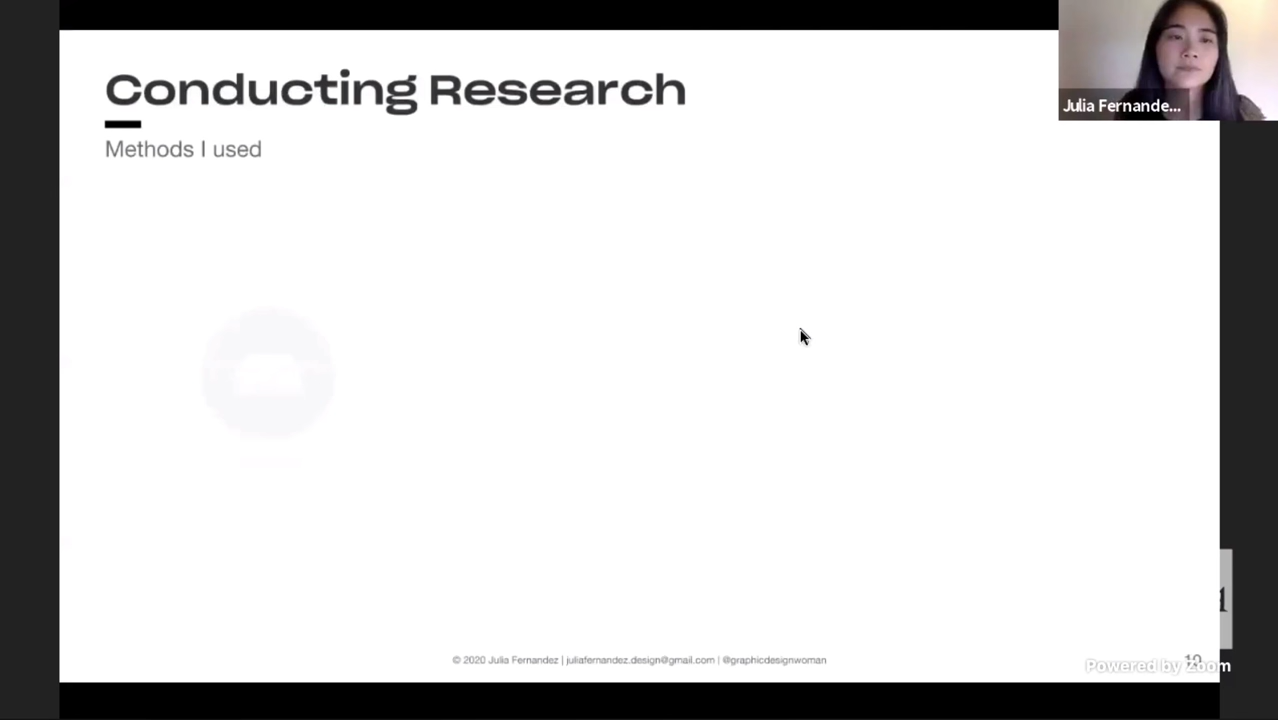 Conducting Research
Julia Fernande...
Methods I used
© 2020 Julia Fernandez | juliafernandez.design@gmail.com | @graphicdesignwoman
Powered by Zoom